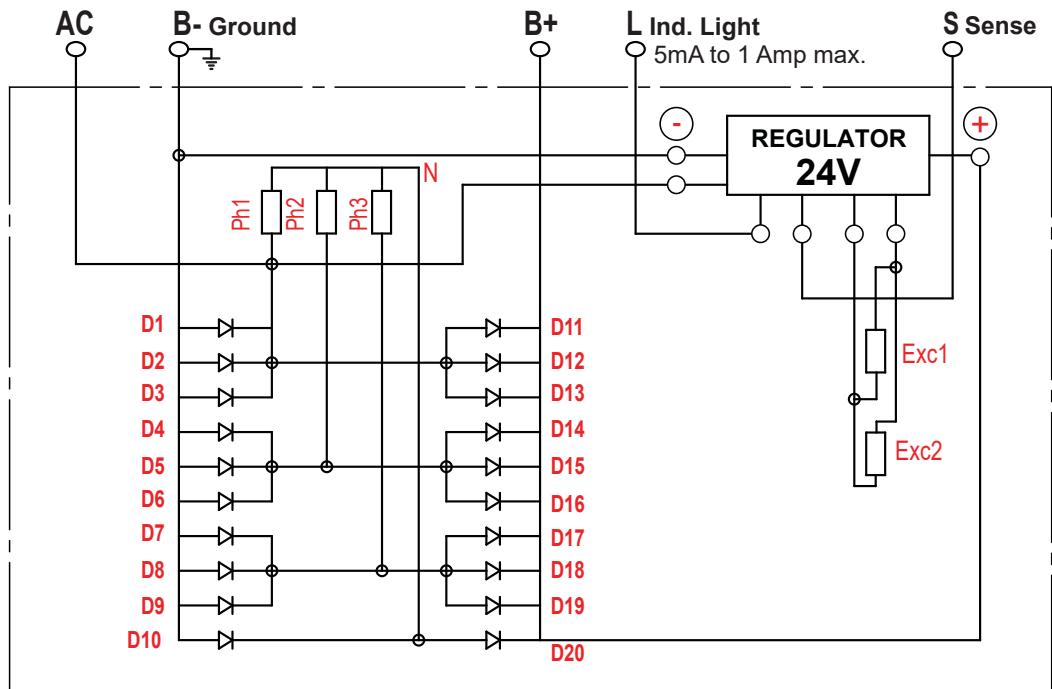 AC
B- Ground
B+
L Ind. Light
5mA to 1 Amp max.
S Sense
-
+
REGULATOR
24V
N
Ph1
Ph2
Ph3
D1
D11
D2
D12
Exc1
D3
D13
D4
D14
D5
D15
Exc2
D6
D16
D7
D17
D8
D18
D9
D19
D10
D20